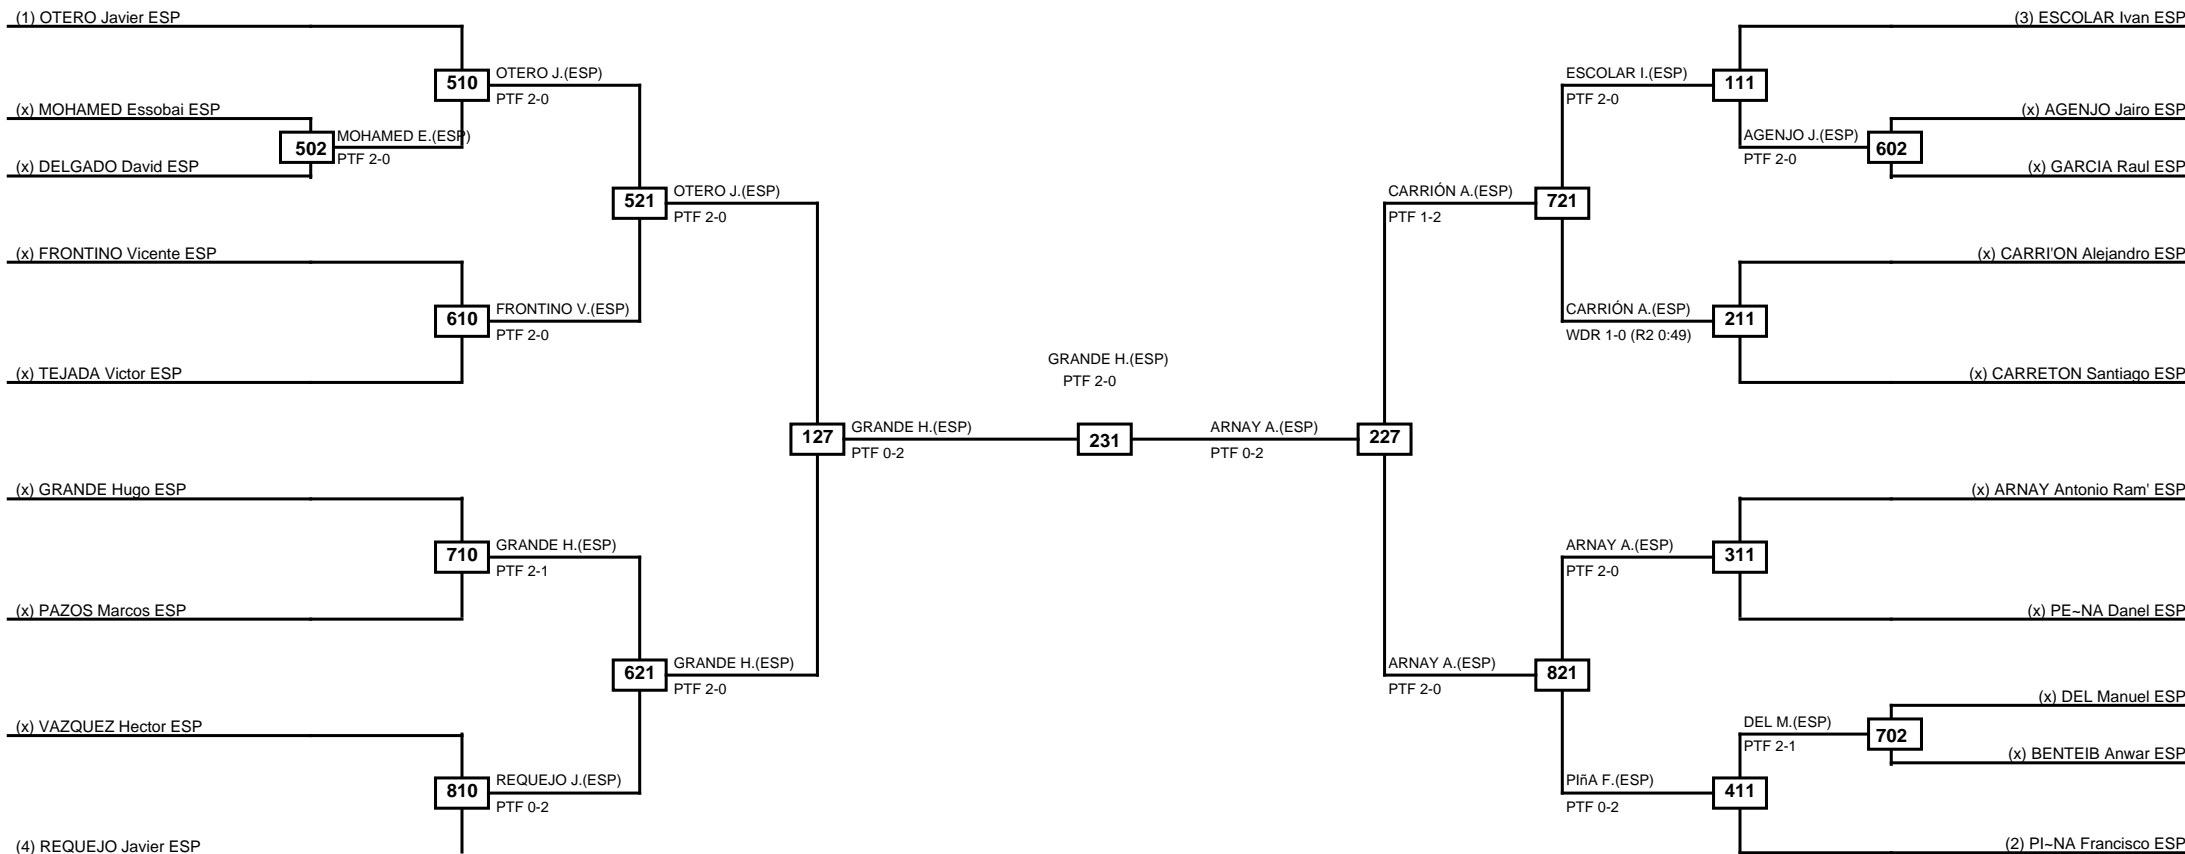 (1) OTERO Javier ESP
(3) ESCOLAR Ivan ESP
510
OTERO J.(ESP)
PTF 2-0
ESCOLAR I.(ESP)
PTF 2-0
111
(x) MOHAMED Essobai ESP
(x) AGENJO Jairo ESP
502
MOHAMED E.(ESP)
PTF 2-0
AGENJO J.(ESP)
PTF 2-0
602
(x) DELGADO David ESP
(x) GARCIA Raul ESP
521
OTERO J.(ESP)
PTF 2-0
CARRIÓN A.(ESP)
PTF 1-2
721
(x) FRONTINO Vicente ESP
(x) CARRI'ON Alejandro ESP
610
FRONTINO V.(ESP)
PTF 2-0
CARRIÓN A.(ESP)
WDR 1-0 (R2 0:49)
211
GRANDE H.(ESP)
PTF 2-0
(x) TEJADA Victor ESP
(x) CARRETON Santiago ESP
127
GRANDE H.(ESP)
PTF 0-2
231
ARNAY A.(ESP)
PTF 0-2
227
(x) GRANDE Hugo ESP
(x) ARNAY Antonio Ram' ESP
710
GRANDE H.(ESP)
PTF 2-1
ARNAY A.(ESP)
PTF 2-0
311
(x) PAZOS Marcos ESP
(x) PE~NA Danel ESP
621
GRANDE H.(ESP)
PTF 2-0
ARNAY A.(ESP)
PTF 2-0
821
(x) DEL Manuel ESP
(x) VAZQUEZ Hector ESP
DEL M.(ESP)
PTF 2-1
702
(x) BENTEIB Anwar ESP
810
REQUEJO J.(ESP)
PTF 0-2
PIñA F.(ESP)
PTF 0-2
411
(4) REQUEJO Javier ESP
(2) PI~NA Francisco ESP